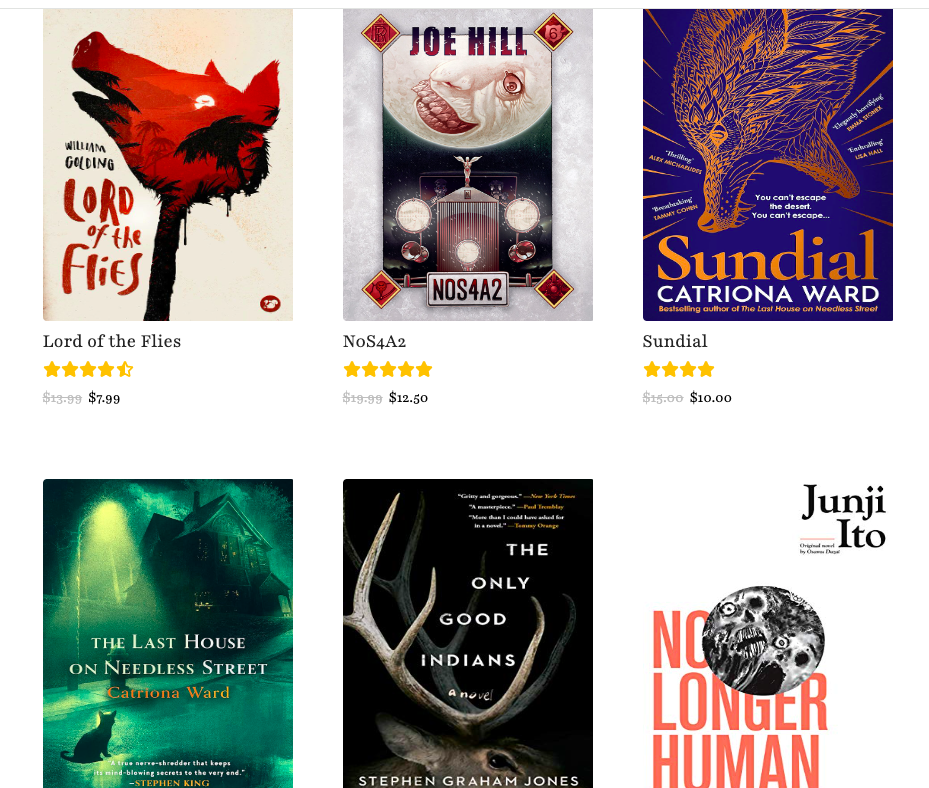 WILLIAM
GOLDING
LORD
of the
FLIES
Lord of the Flies
$13.99 $7.99
JOE HILL
R
6
NOS4A2
NoS4A2
$19.99 $12.50
"Elegantly horrifying"
EMMA STONEX
"Enthralling"
LISA HALL
"Thrilling"
ALEX MICHAELIDES
"Breathtaking"
TAMMY COHEN
You can't escape
the desert.
You can't escape...
Sundial
CATRIONA WARD
Bestselling author of The Last House on Needless Street
Sundial
$15.00 $10.00
THE LAST HOUSE
ON NEEDLESS STREET
Catriona Ward
"A true nerve-shredder that keeps
its mind-blowing secrets to the very end."
–STEPHEN KING
"Gritty and gorgeous." —New York Times
"A masterpiece." —Paul Tremblay
"More than I could have asked for
in a novel." —Tommy Orange
THE
ONLY
GOOD
INDIANS
a novel
STEPHEN GRAHAM JONES
Junji
Ito
Original novel
by Osamu Dazai
NO
LONGER
HUMAN